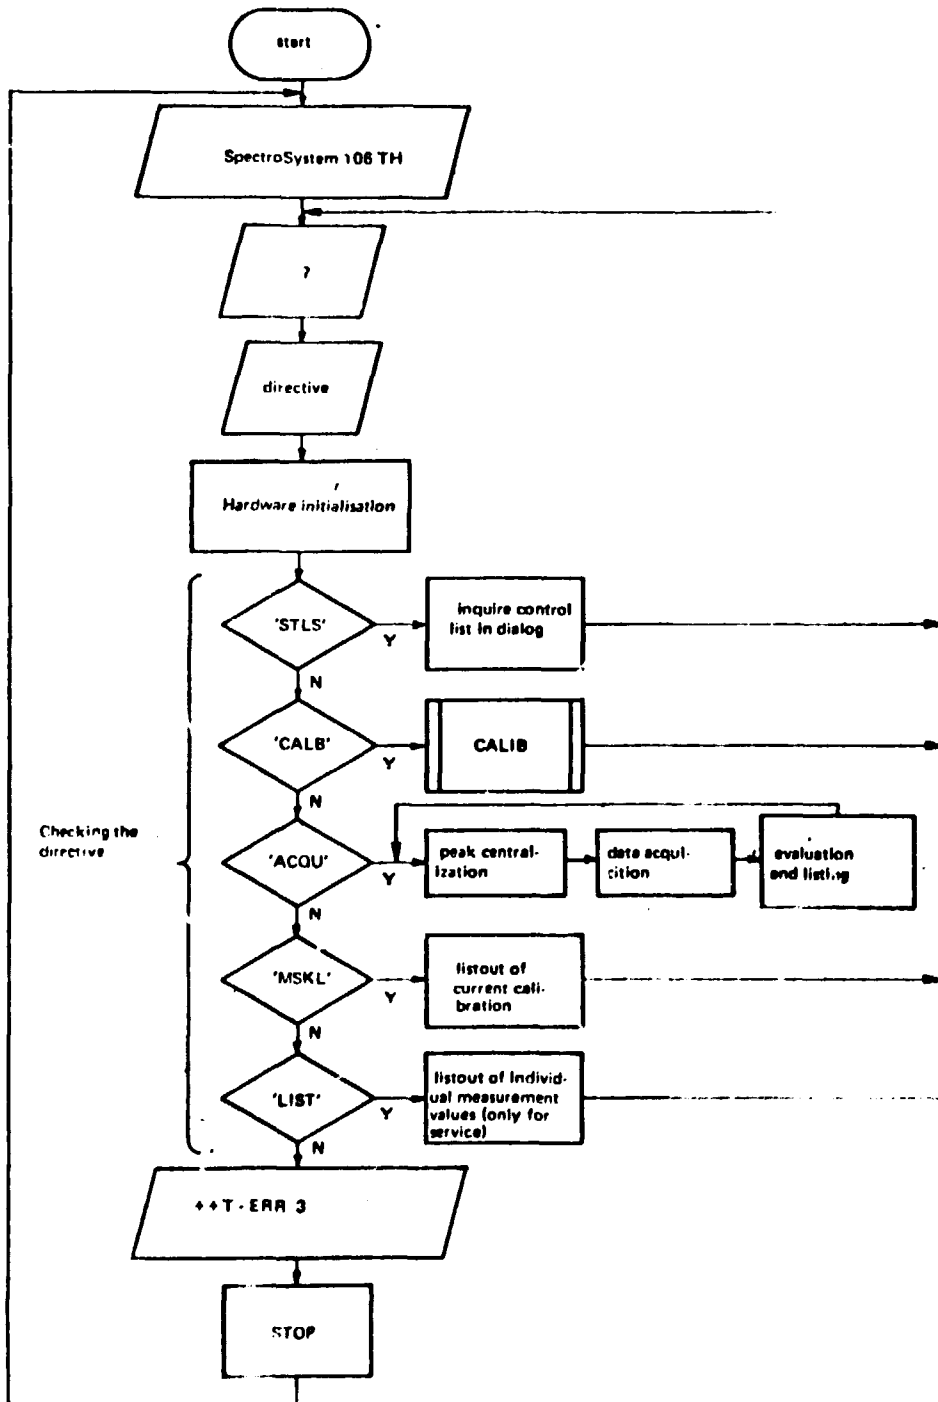 start
SpectroSystem 106 TH
?
directive
Hardware initialisation
'STLS'
Y
inquire control
list in dialog
N
'CALB'
Y
CALIB
N
Checking the
directive
'ACQU'
Y
peak central-
ization
data acqui-
cition
evaluation
and listing
N
'MSKL'
Y
listout of
current cali-
bration
N
'LIST'
Y
listout of Individ-
ual measurement
values (only for
service)
N
++T-ERR 3
STOP